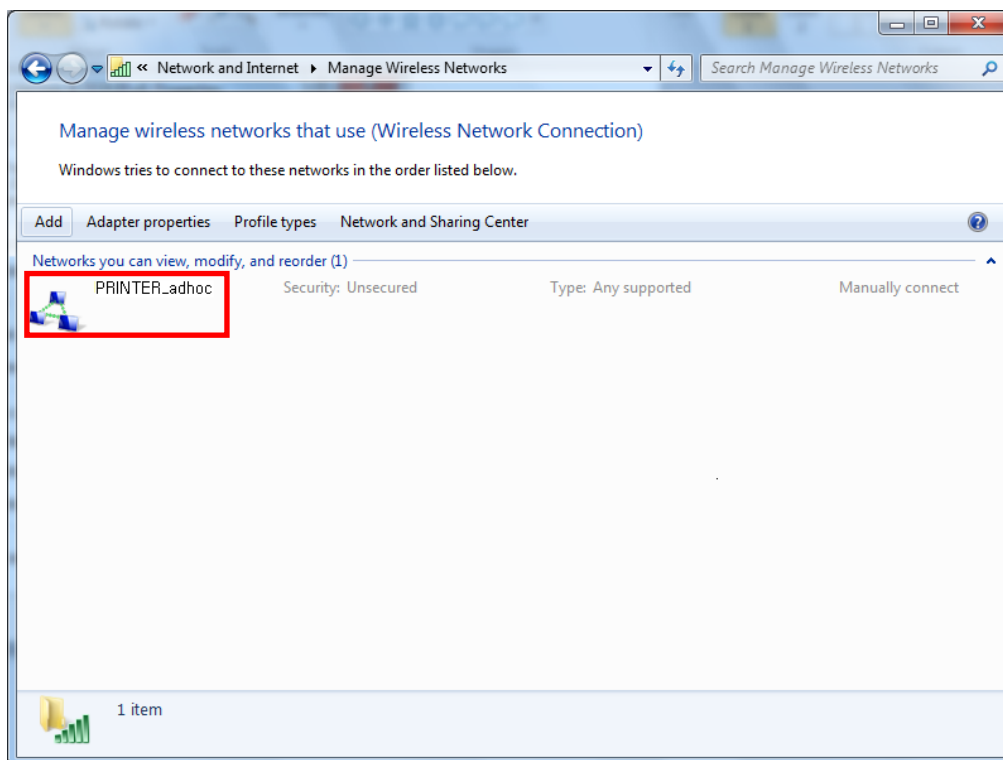 « Network and Internet ▸ Manage Wireless Networks Search Manage Wireless Networks
Manage wireless networks that use (Wireless Network Connection)
Windows tries to connect to these networks in the order listed below.
Add Adapter properties Profile types Network and Sharing Center
Networks you can view, modify, and reorder (1)
PRINTER_adhoc Security: Unsecured Type: Any supported Manually connect
1 item